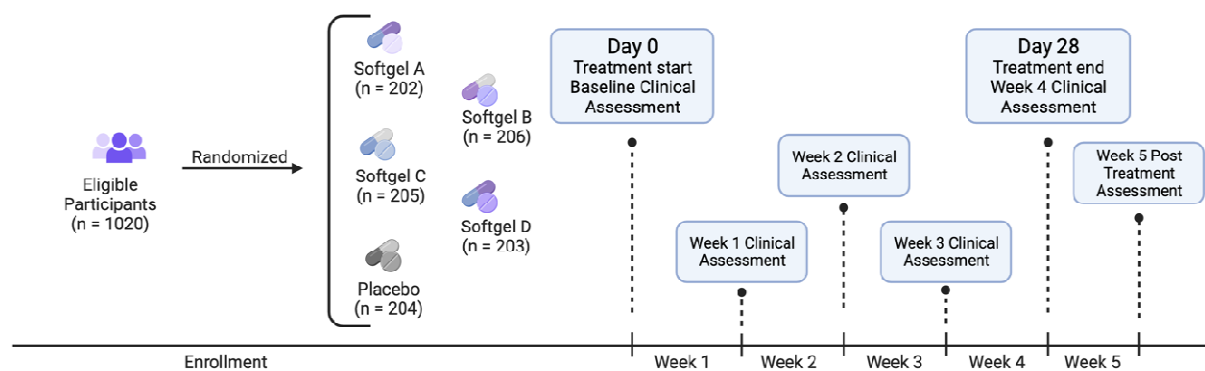 Eligible
Participants
(n = 1020)
Randomized
Softgel A
(n = 202)
Softgel B
(n = 206)
Softgel C
(n = 205)
Softgel D
(n = 203)
Placebo
(n = 204)
Day 0
Treatment start
Baseline Clinical
Assessment
Week 1 Clinical
Assessment
Week 2 Clinical
Assessment
Week 3 Clinical
Assessment
Day 28
Treatment end
Week 4 Clinical
Assessment
Week 5 Post
Treatment
Assessment
Enrollment
Week 1
Week 2
Week 3
Week 4
Week 5